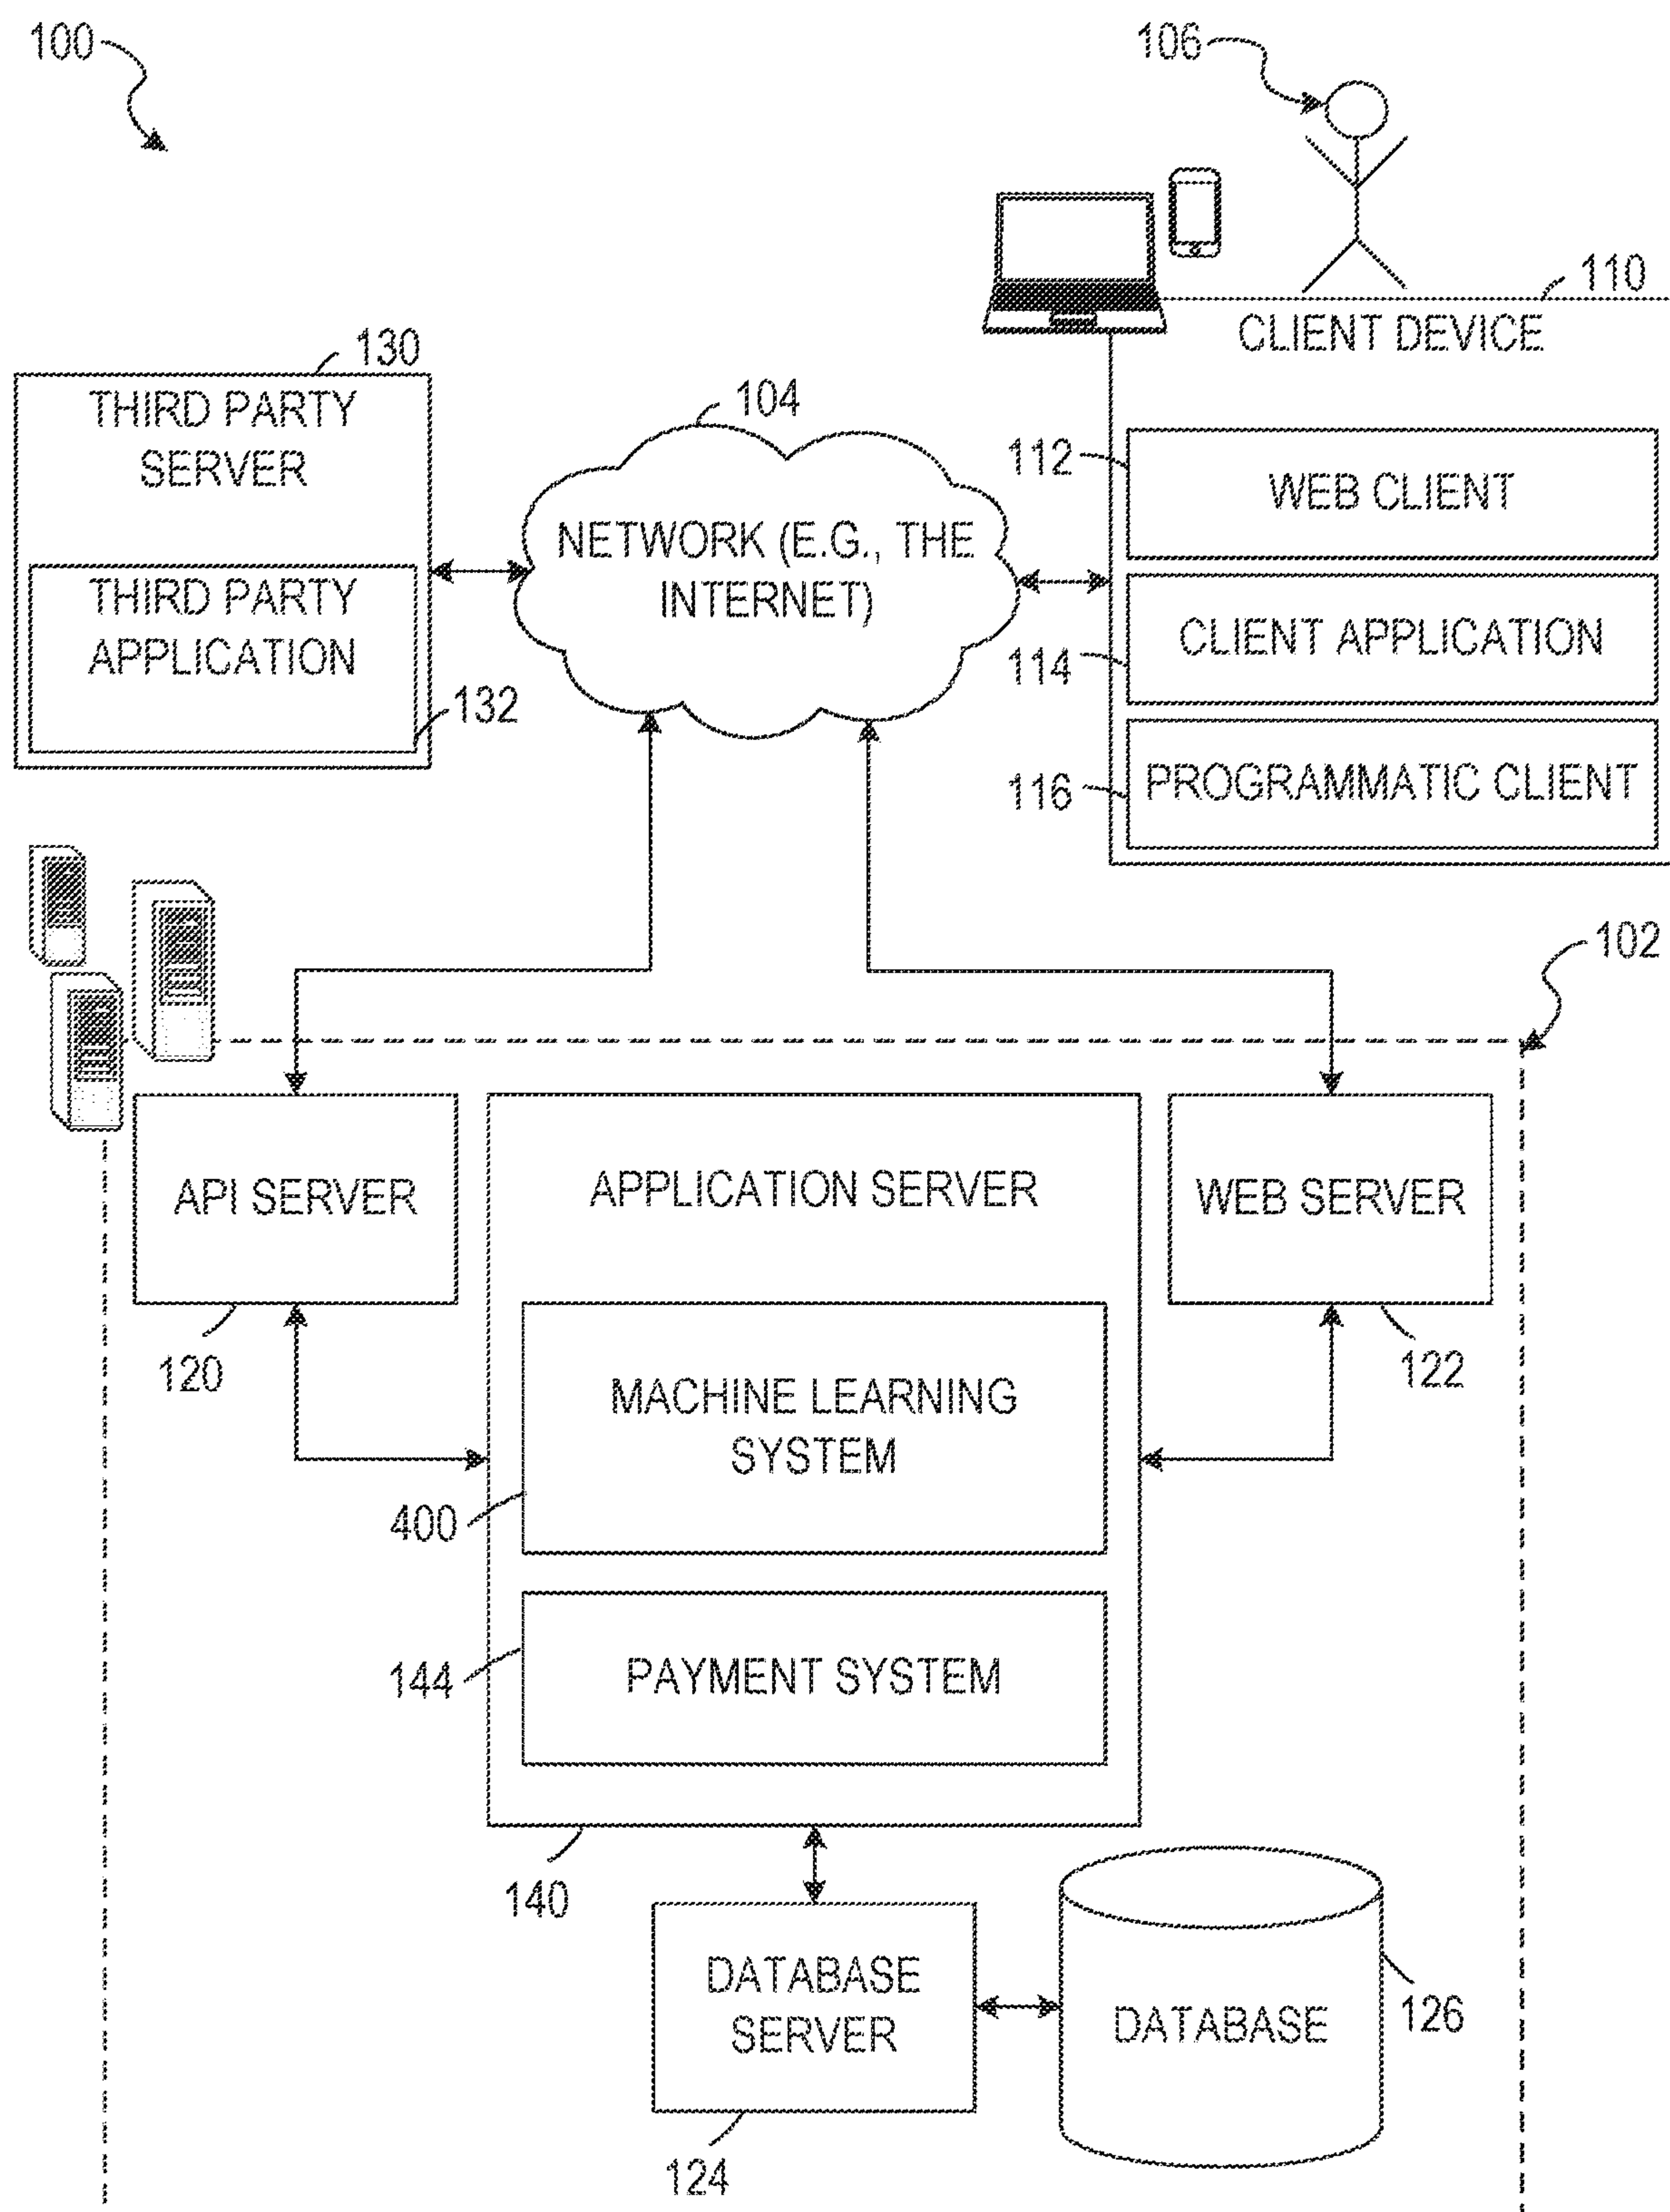 100
106
110
CLIENT DEVICE
130
THIRD PARTY
SERVER
104
112
WEB CLIENT
NETWORK (E.G., THE
INTERNET)
THIRD PARTY
APPLICATION
132
114
CLIENT APPLICATION
116
PROGRAMMATIC CLIENT
102
API SERVER
APPLICATION SERVER
WEB SERVER
120
122
MACHINE LEARNING
SYSTEM
400
144
PAYMENT SYSTEM
140
DATABASE
SERVER
DATABASE
126
124